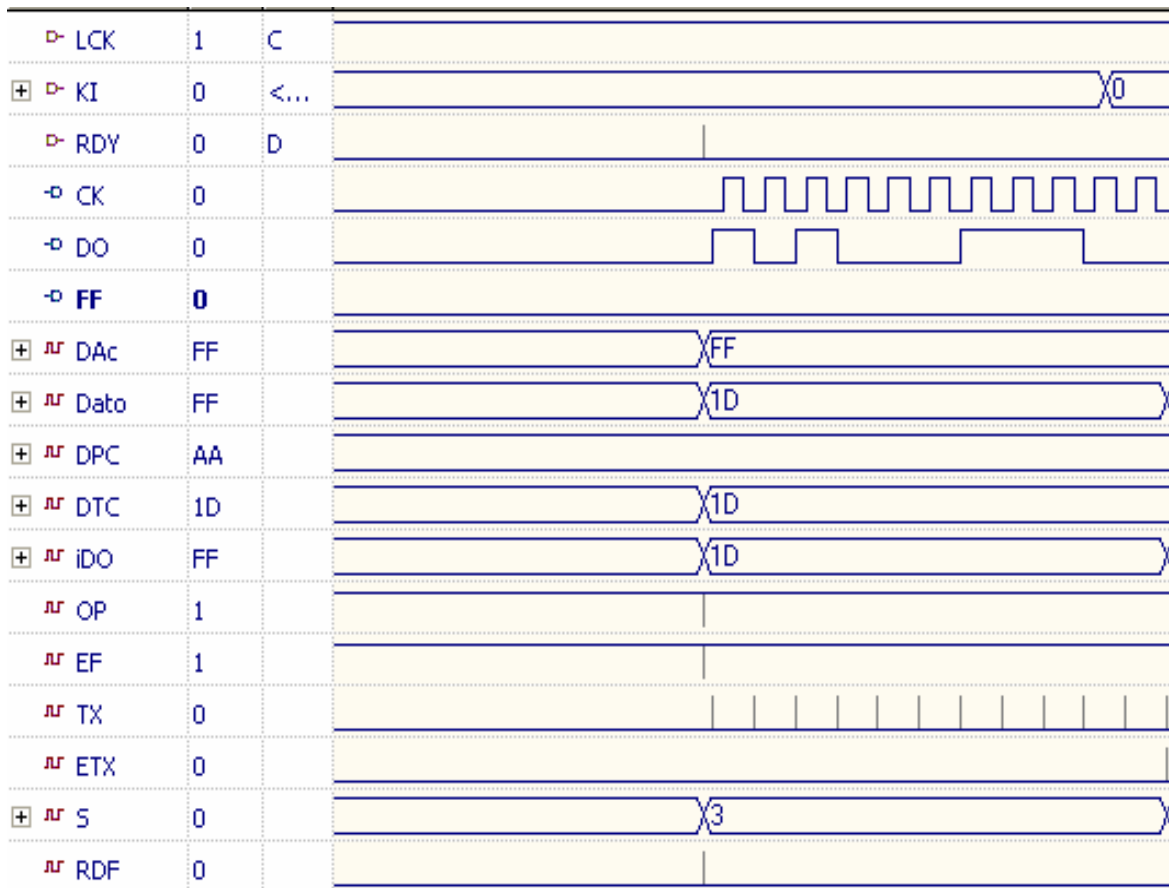 LCK 1 C
KI 0 <... 0
RDY 0 D
CK 0
DO 0
FF 0
DAc FF FF
Dato FF 1D
DPC AA
DTC 1D 1D
iDO FF 1D
OP 1
EF 1
TX 0
ETX 0
S 0 3
RDF 0